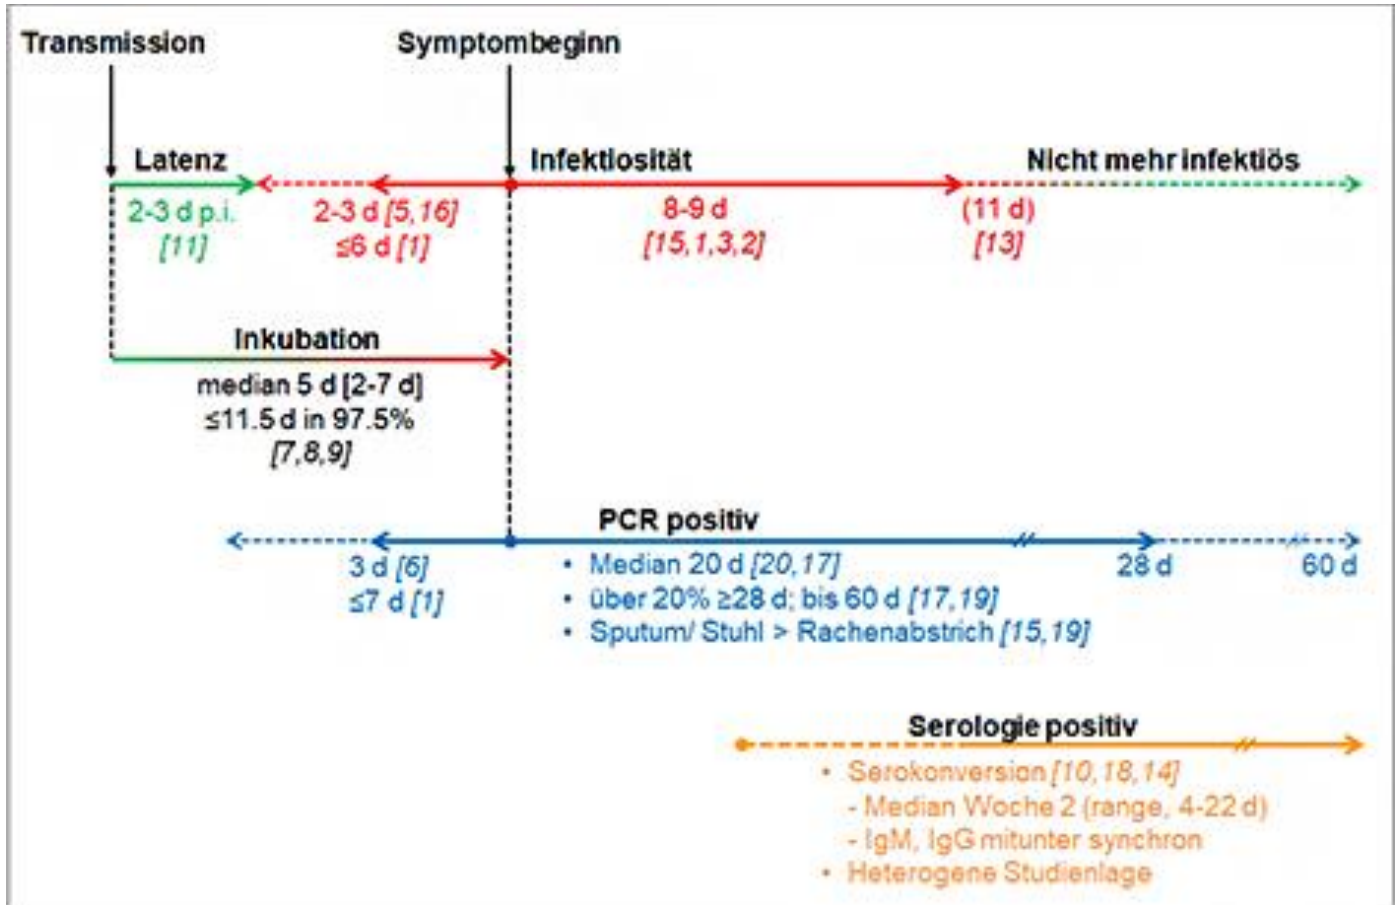 Transmission
Symptombeginn
Latenz
Infektiosität
Nicht mehr infektiös
2-3 d p.i.
[11]
2-3 d [5,16]
≤6 d [1]
8-9 d
[15,1,3,2]
(11 d)
[13]
Inkubation
median 5 d [2-7 d]
≤11.5 d in 97.5%
[7,8,9]
PCR positiv
3 d [6]
≤7 d [1]
• Median 20 d [20,17]
• über 20% ≥28 d; bis 60 d [17,19]
• Sputum/ Stuhl > Rachenabstrich [15,19]
28 d
60 d
Serologie positiv
• Serokonversion [10,18,14]
- Median Woche 2 (range, 4-22 d)
- IgM, IgG mitunter synchron
• Heterogene Studienlage